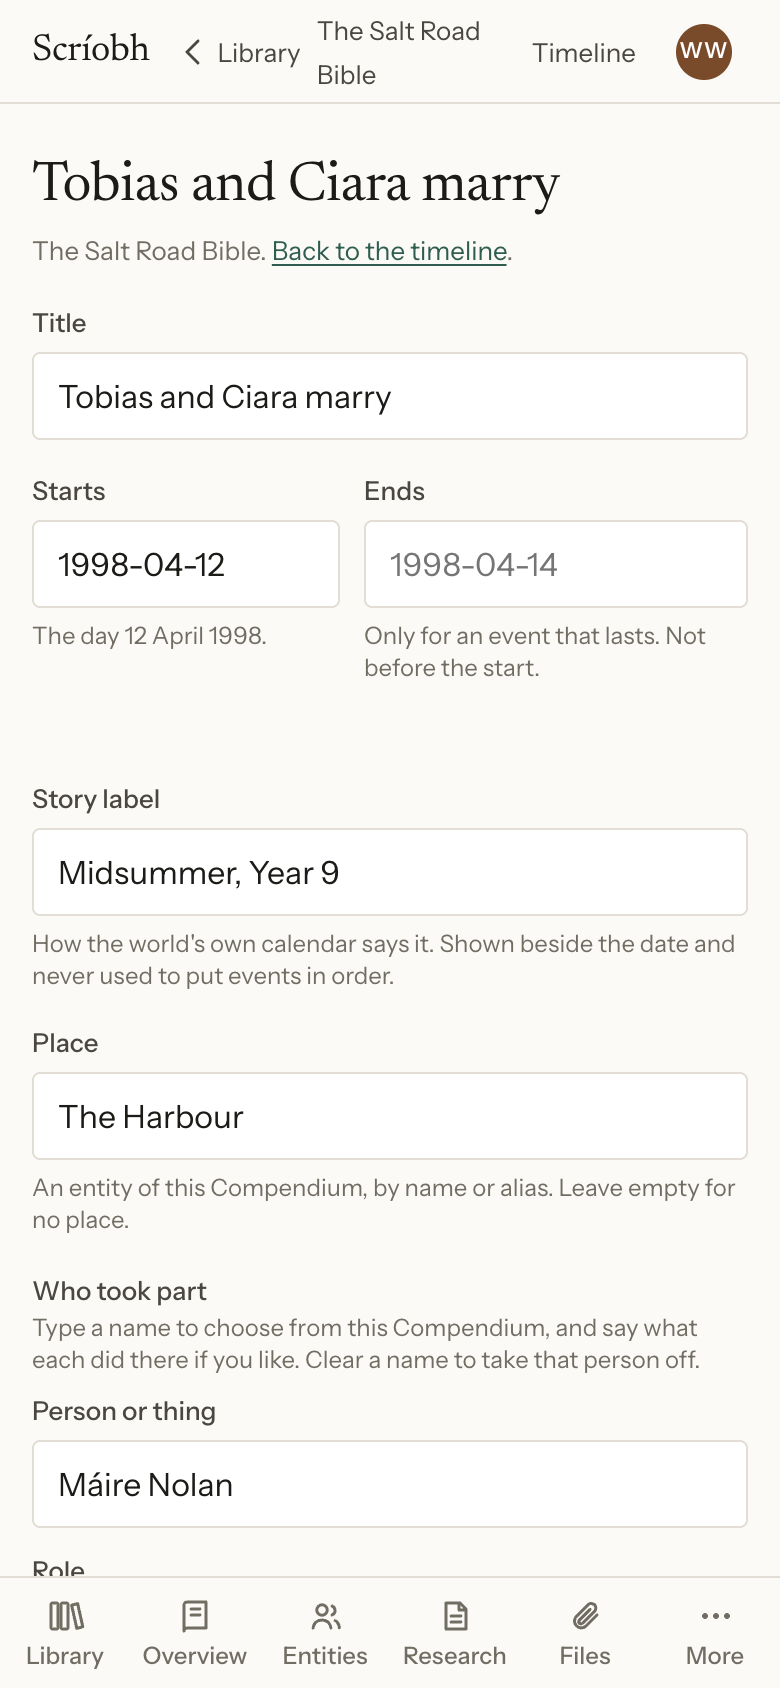 Scríobh
Library
The Salt Road
Bible
Timeline
WW
Tobias and Ciara marry
The Salt Road Bible. Back to the timeline.
Title
Tobias and Ciara marry
Starts
Ends
1998-04-12
1998-04-14
The day 12 April 1998.
Only for an event that lasts. Not
before the start.
Story label
Midsummer, Year 9
How the world's own calendar says it. Shown beside the date and
never used to put events in order.
Place
The Harbour
An entity of this Compendium, by name or alias. Leave empty for
no place.
Who took part
Type a name to choose from this Compendium, and say what
each did there if you like. Clear a name to take that person off.
Person or thing
Máire Nolan
Role
Library
Overview
Entities
Research
Files
More